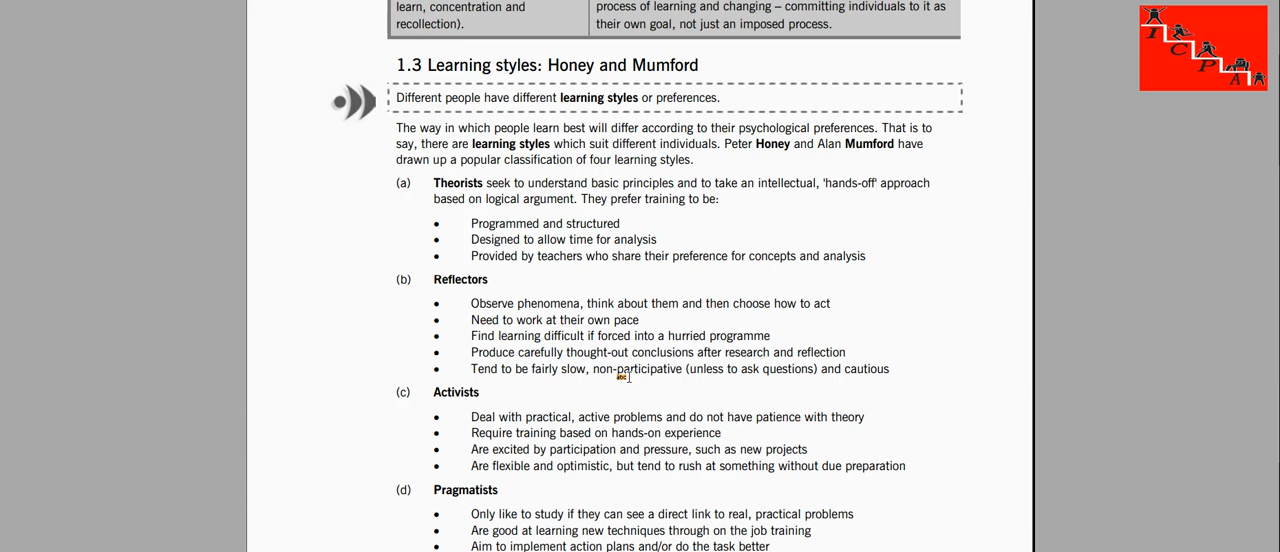 learn, concentration and
recollection).
process of learning and changing – committing individuals to it as
their own goal, not just an imposed process.
I
C
P
A
1.3 Learning styles: Honey and Mumford
Different people have different learning styles or preferences.
The way in which people learn best will differ according to their psychological preferences. That is to
say, there are learning styles which suit different individuals. Peter Honey and Alan Mumford have
drawn up a popular classification of four learning styles.
(a) Theorists seek to understand basic principles and to take an intellectual, 'hands-off' approach
based on logical argument. They prefer training to be:
• Programmed and structured
• Designed to allow time for analysis
• Provided by teachers who share their preference for concepts and analysis
(b) Reflectors
• Observe phenomena, think about them and then choose how to act
• Need to work at their own pace
• Find learning difficult if forced into a hurried programme
• Produce carefully thought-out conclusions after research and reflection
• Tend to be fairly slow, non-participative (unless to ask questions) and cautious
(c) Activists
• Deal with practical, active problems and do not have patience with theory
• Require training based on hands-on experience
• Are excited by participation and pressure, such as new projects
• Are flexible and optimistic, but tend to rush at something without due preparation
(d) Pragmatists
• Only like to study if they can see a direct link to real, practical problems
• Are good at learning new techniques through on the job training
• Aim to implement action plans and/or do the task better